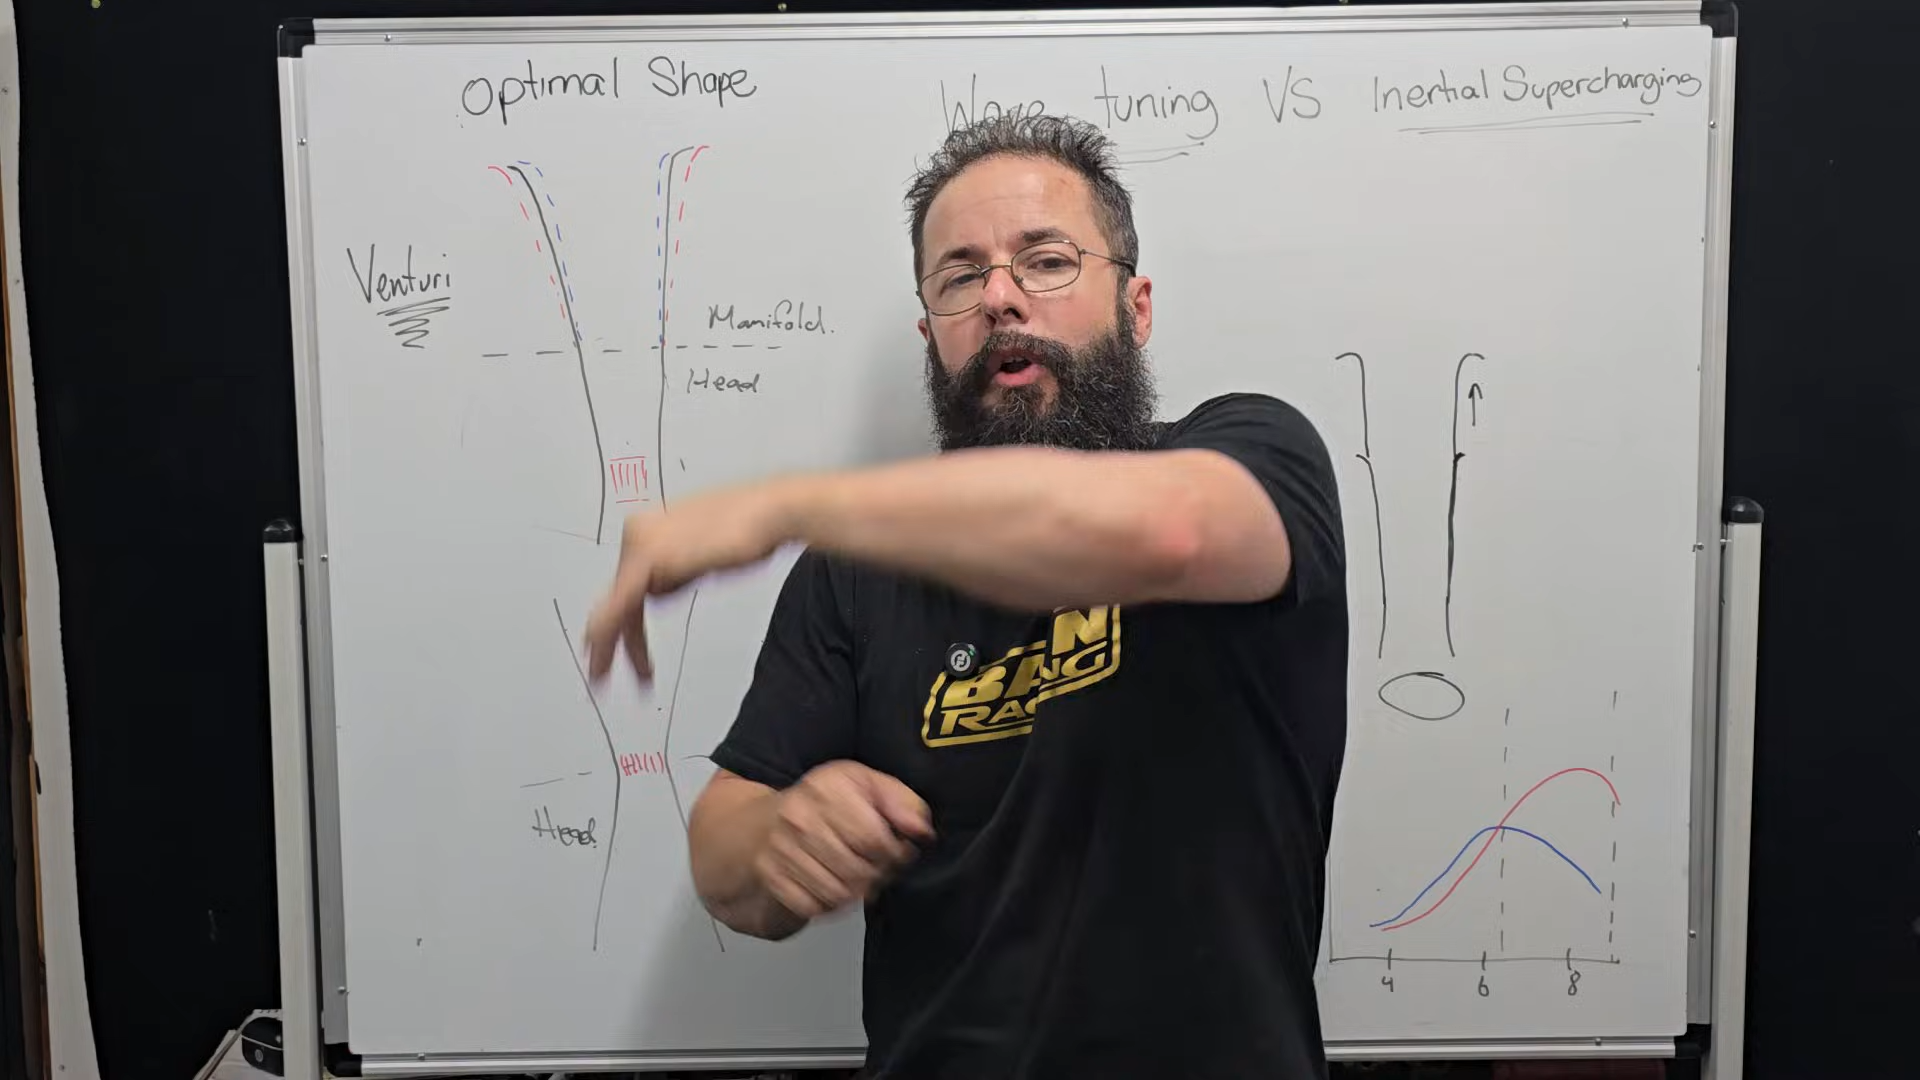 Optimal Shape
Wave tuning VS Inertial Supercharging
Venturi
Manifold.
Head
Head
4 6 8